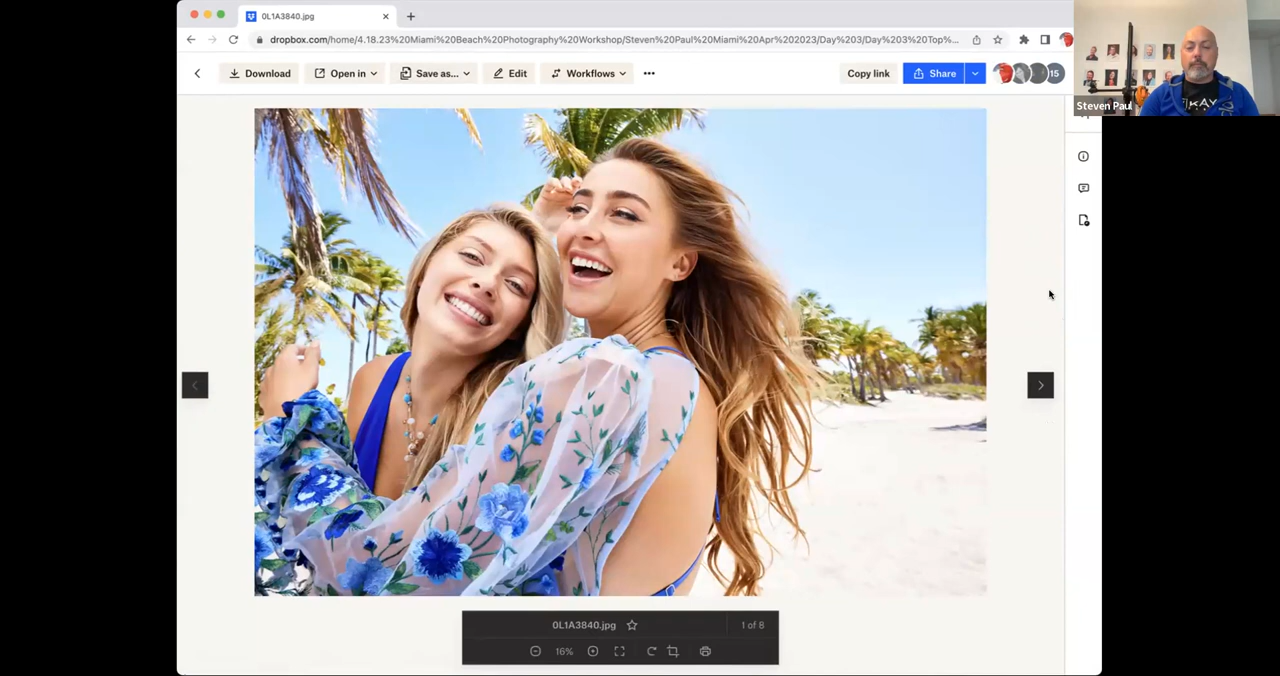 0L1A3840.jpg
dropbox.com/home/4.18.23%20Miami%20Beach%20Photography%20Workshop/Steven%20Paul%20Miami%20Apr%202023/Day%203/Day%203%20Top%...
Download
Open in
Save as...
Edit
Workflows
Copy link
Share
15
Steven Paul
KAY
0L1A3840.jpg
1 of 8
16%